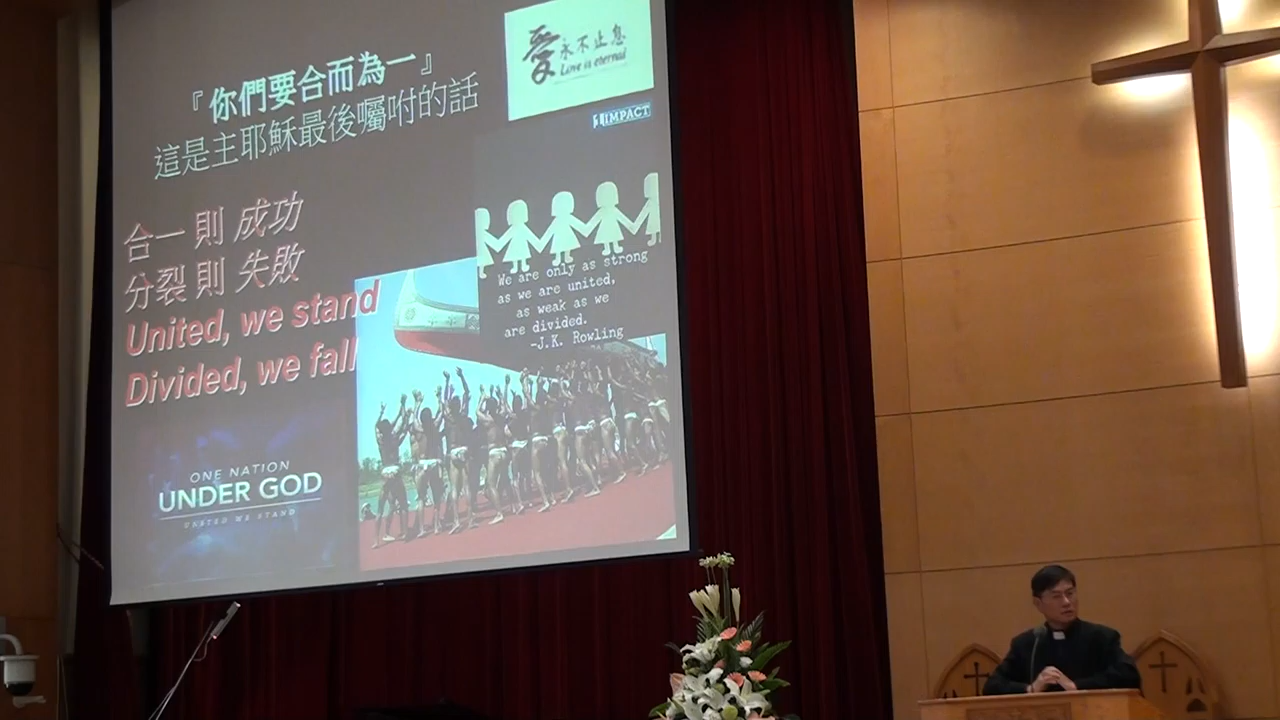 『你們要合而為一』
這是主耶穌最後囑咐的話
愛永不止息
Love is eternal
IMPACT
合一則成功
分裂則失敗
United, we stand
Divided, we fall
We are only as strong
as we are united,
as weak as we
are divided.
-J.K. Rowling
ONE NATION
UNDER GOD
UNITED WE STAND